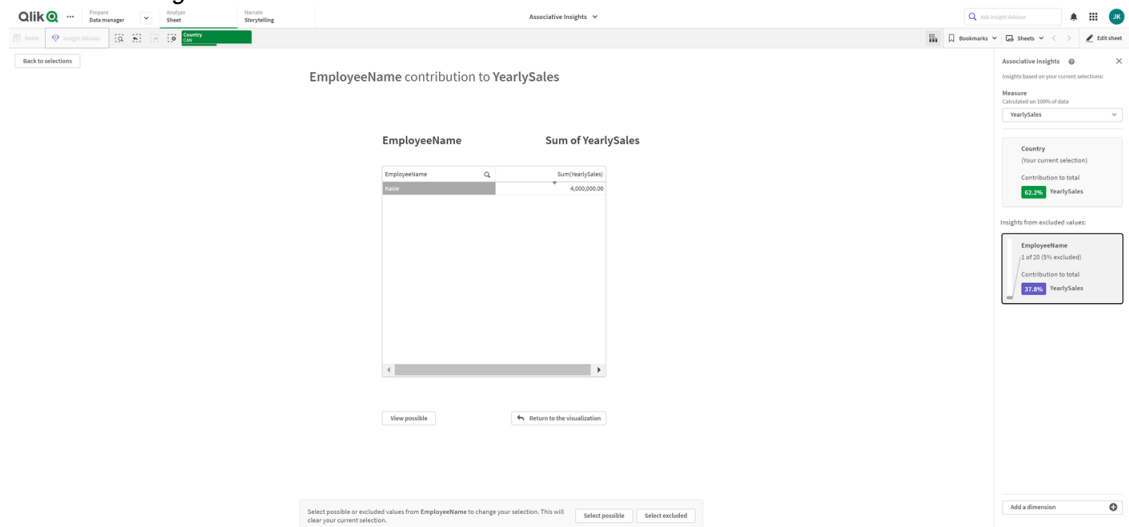 Qlik
Prepare
Data manager
Analyze
Sheet
Narrate
Storytelling
Associative Insights
Ask Insight Advisor
JK
Notes
Insight Advisor
Country
CAN
Bookmarks
Sheets
Edit sheet
Back to selections
EmployeeName contribution to YearlySales
EmployeeName
Sum of YearlySales
EmployeeName
Sum(YearlySales)
Kasie
4,000,000.00
View possible
Return to the visualization
Select possible or excluded values from EmployeeName to change your selection. This will
clear your current selection.
Select possible
Select excluded
Associative insights
Insights based on your current selections:
Measure
Calculated on 100% of data
YearlySales
Country
(Your current selection)
Contribution to total
62.2% YearlySales
Insights from excluded values:
EmployeeName
1 of 20 (5% excluded)
Contribution to total
37.8% YearlySales
Add a dimension